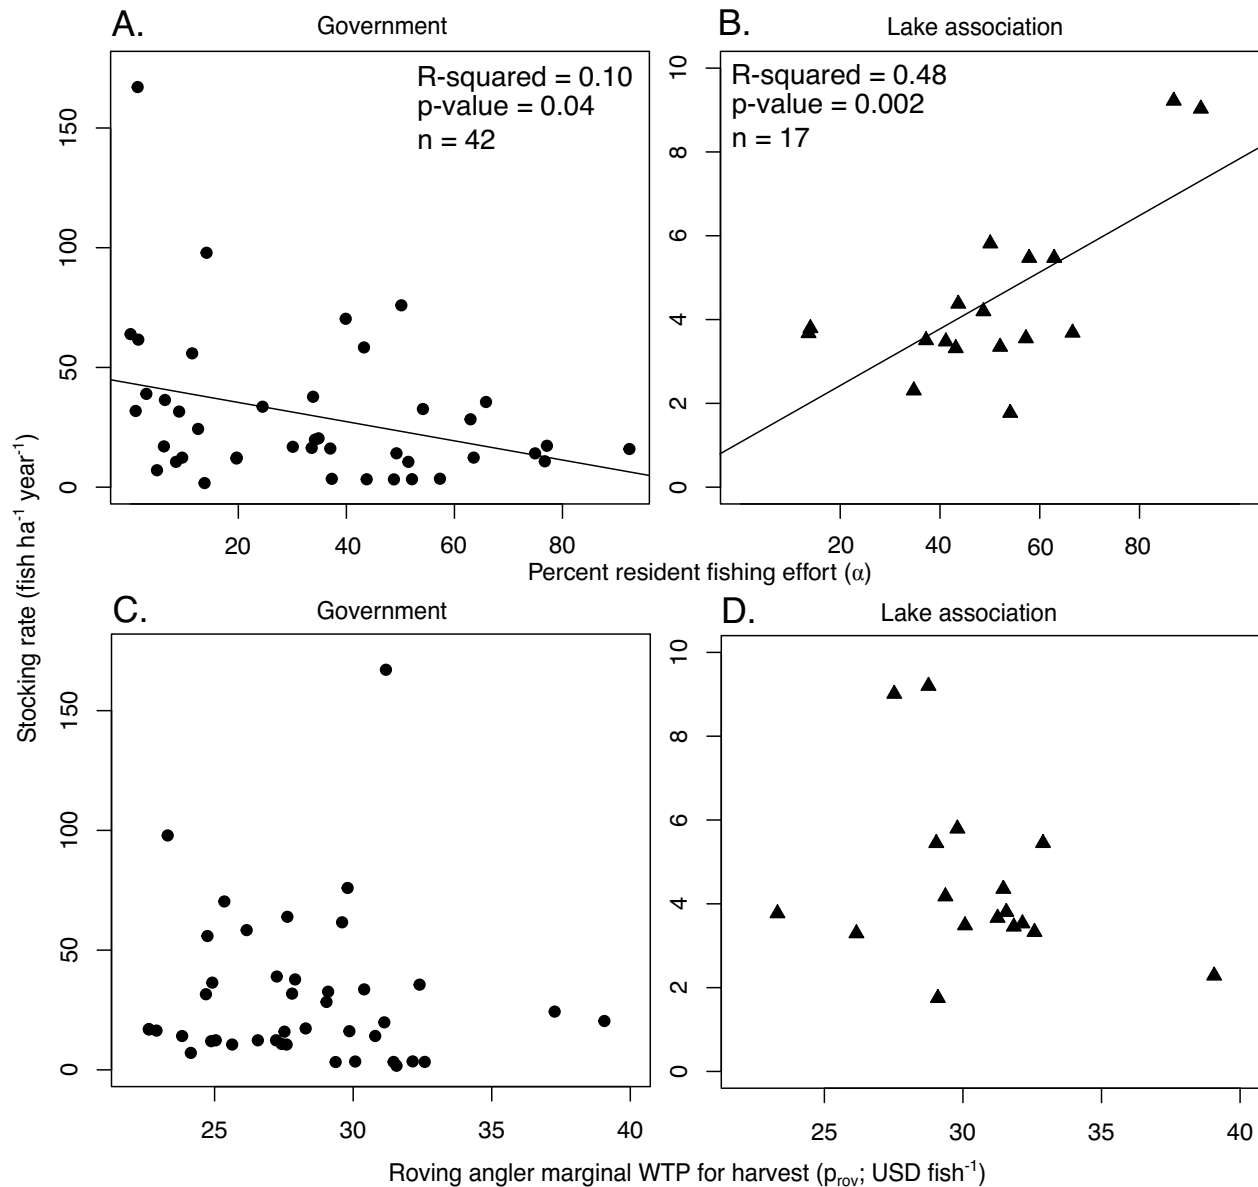 A.
Government
R-squared = 0.10
p-value = 0.04
n = 42
0
50
100
150
20
40
60
80
B.
Lake association
R-squared = 0.48
p-value = 0.002
n = 17
0
2
4
6
8
10
20
40
60
80
Percent resident fishing effort (α)
Stocking rate (fish ha⁻¹ year⁻¹)
C.
Government
0
50
100
150
25
30
35
40
D.
Lake association
0
2
4
6
8
10
25
30
35
40
Roving angler marginal WTP for harvest (pᵣₒᵥ; USD fish⁻¹)